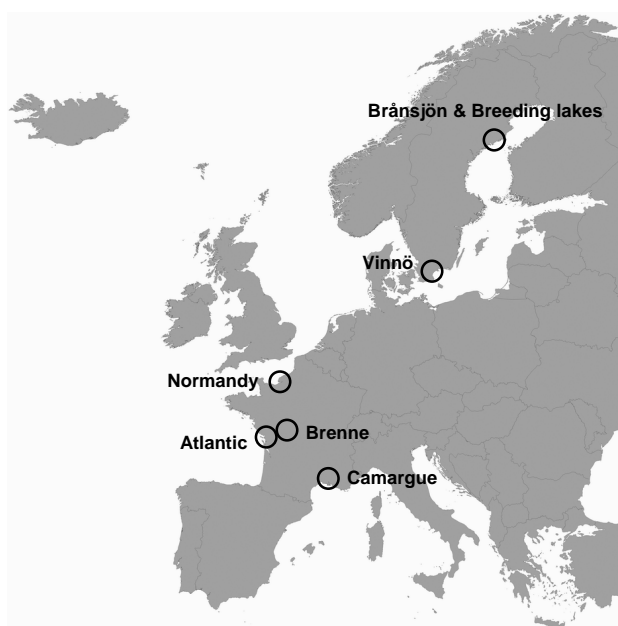 Brånsjön & Breeding lakes
Vinnö
Normandy
Brenne
Atlantic
Camargue